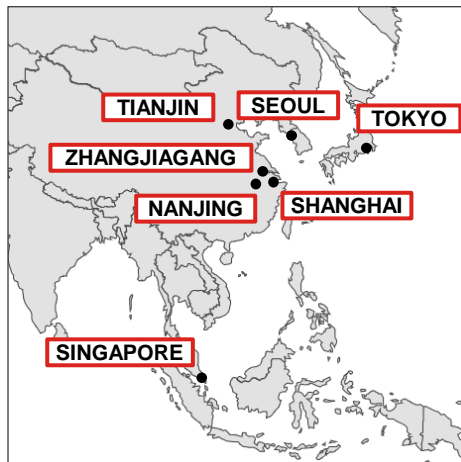 TIANJIN
SEOUL
TOKYO
ZHANGJIAGANG
NANJING
SHANGHAI
SINGAPORE